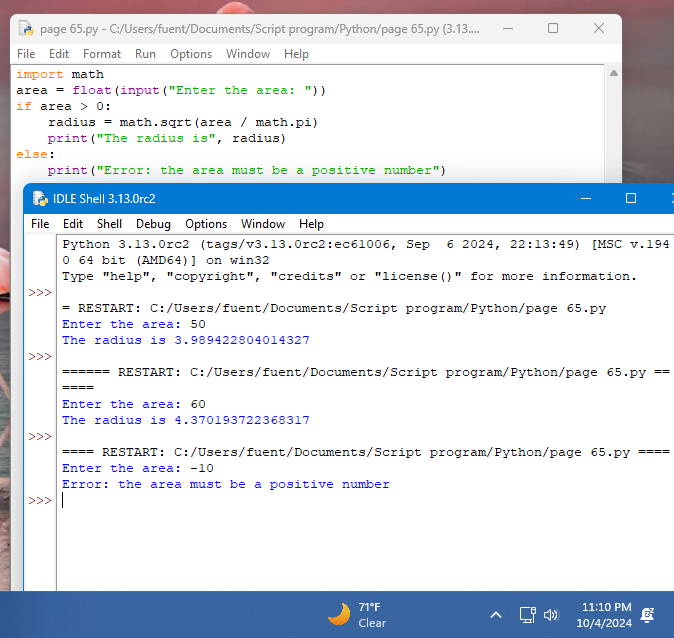 page 65.py - C:/Users/fuent/Documents/Script program/Python/page 65.py (3.13....
File Edit Format Run Options Window Help
import math
area = float(input("Enter the area: "))
if area > 0:
    radius = math.sqrt(area / math.pi)
    print("The radius is", radius)
else:
    print("Error: the area must be a positive number")
IDLE Shell 3.13.0rc2
File Edit Shell Debug Options Window Help
Python 3.13.0rc2 (tags/v3.13.0rc2:ec61006, Sep  6 2024, 22:13:49) [MSC v.194
0 64 bit (AMD64)] on win32
Type "help", "copyright", "credits" or "license()" for more information.
>>>
= RESTART: C:/Users/fuent/Documents/Script program/Python/page 65.py
Enter the area: 50
The radius is 3.989422804014327
>>>
====== RESTART: C:/Users/fuent/Documents/Script program/Python/page 65.py ==
====
Enter the area: 60
The radius is 4.370193722368317
>>>
==== RESTART: C:/Users/fuent/Documents/Script program/Python/page 65.py ====
Enter the area: -10
Error: the area must be a positive number
>>>
71°F
Clear
11:10 PM
10/4/2024